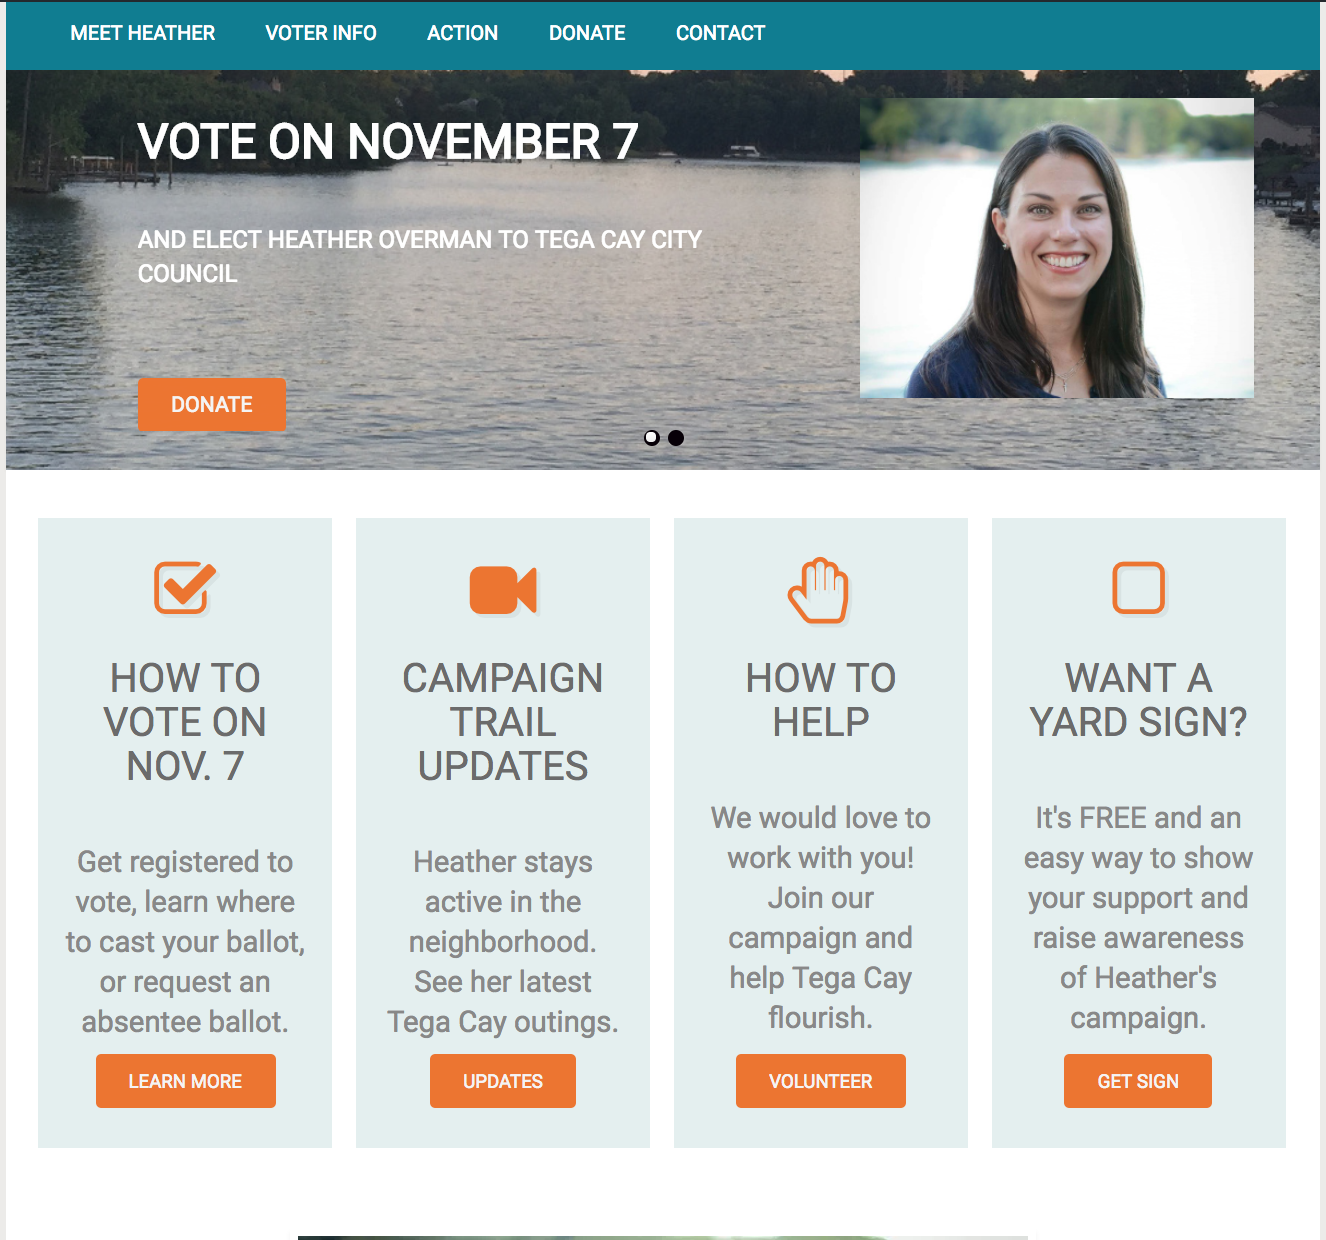 MEET HEATHER VOTER INFO ACTION DONATE CONTACT
VOTE ON NOVEMBER 7
AND ELECT HEATHER OVERMAN TO TEGA CAY CITY
COUNCIL
DONATE
HOW TO
VOTE ON
NOV. 7
Get registered to
vote, learn where
to cast your ballot,
or request an
absentee ballot.
LEARN MORE
CAMPAIGN
TRAIL
UPDATES
Heather stays
active in the
neighborhood.
See her latest
Tega Cay outings.
UPDATES
HOW TO
HELP
We would love to
work with you!
Join our
campaign and
help Tega Cay
flourish.
VOLUNTEER
WANT A
YARD SIGN?
It's FREE and an
easy way to show
your support and
raise awareness
of Heather's
campaign.
GET SIGN